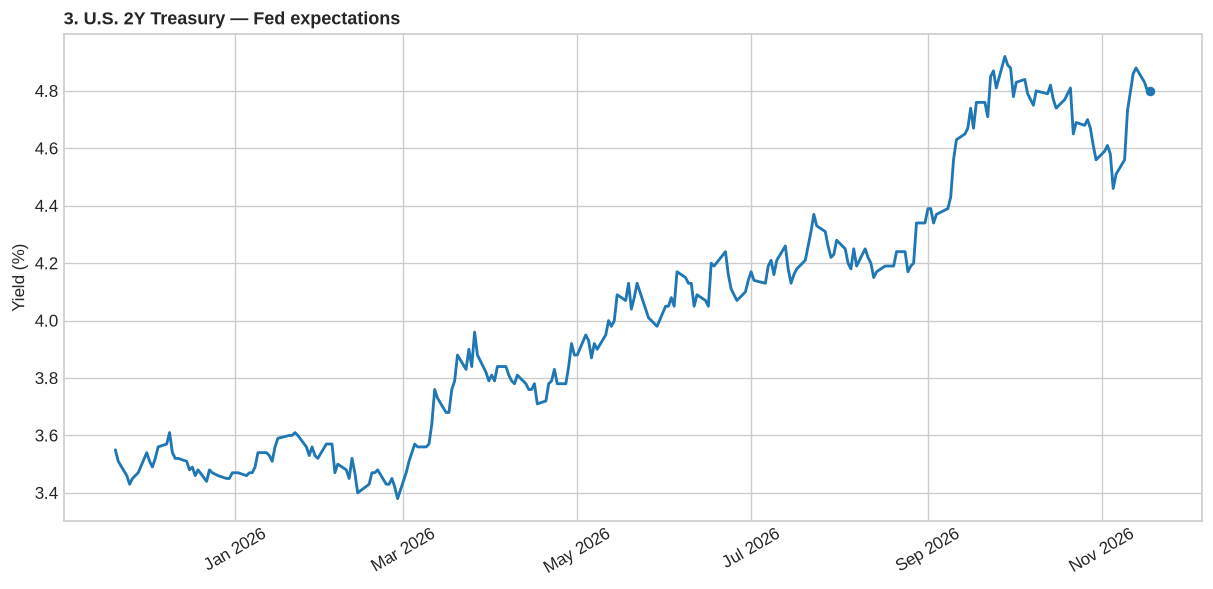 3. U.S. 2Y Treasury — Fed expectations
Yield (%)
4.8
4.6
4.4
4.2
4.0
3.8
3.6
3.4
Jan 2026
Mar 2026
May 2026
Jul 2026
Sep 2026
Nov 2026